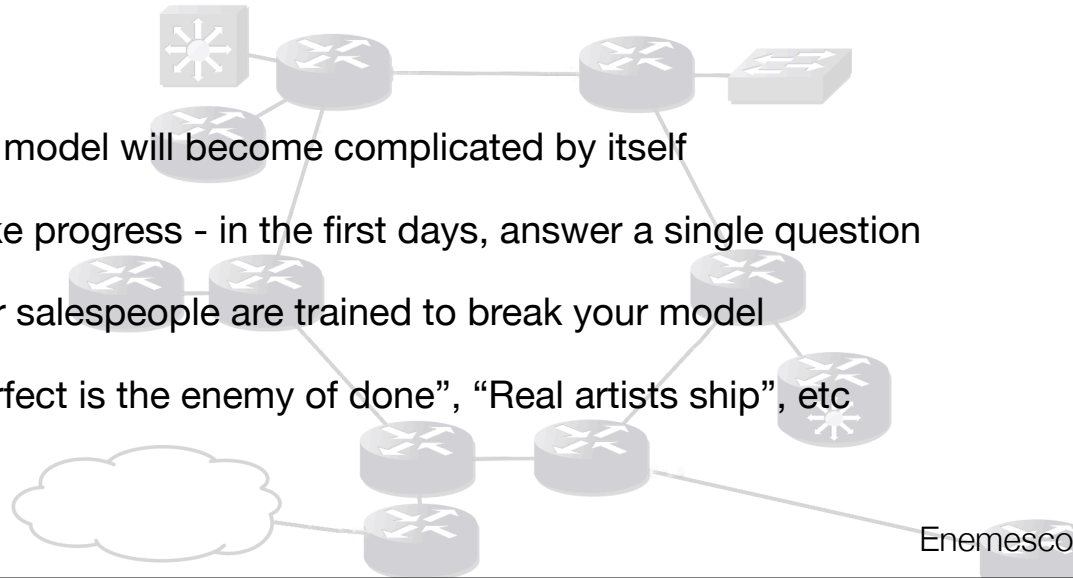 model will become complicated by itself
ke progress - in the first days, answer a single question
r salespeople are trained to break your model
rfect is the enemy of done”, “Real artists ship”, etc
Enemesco